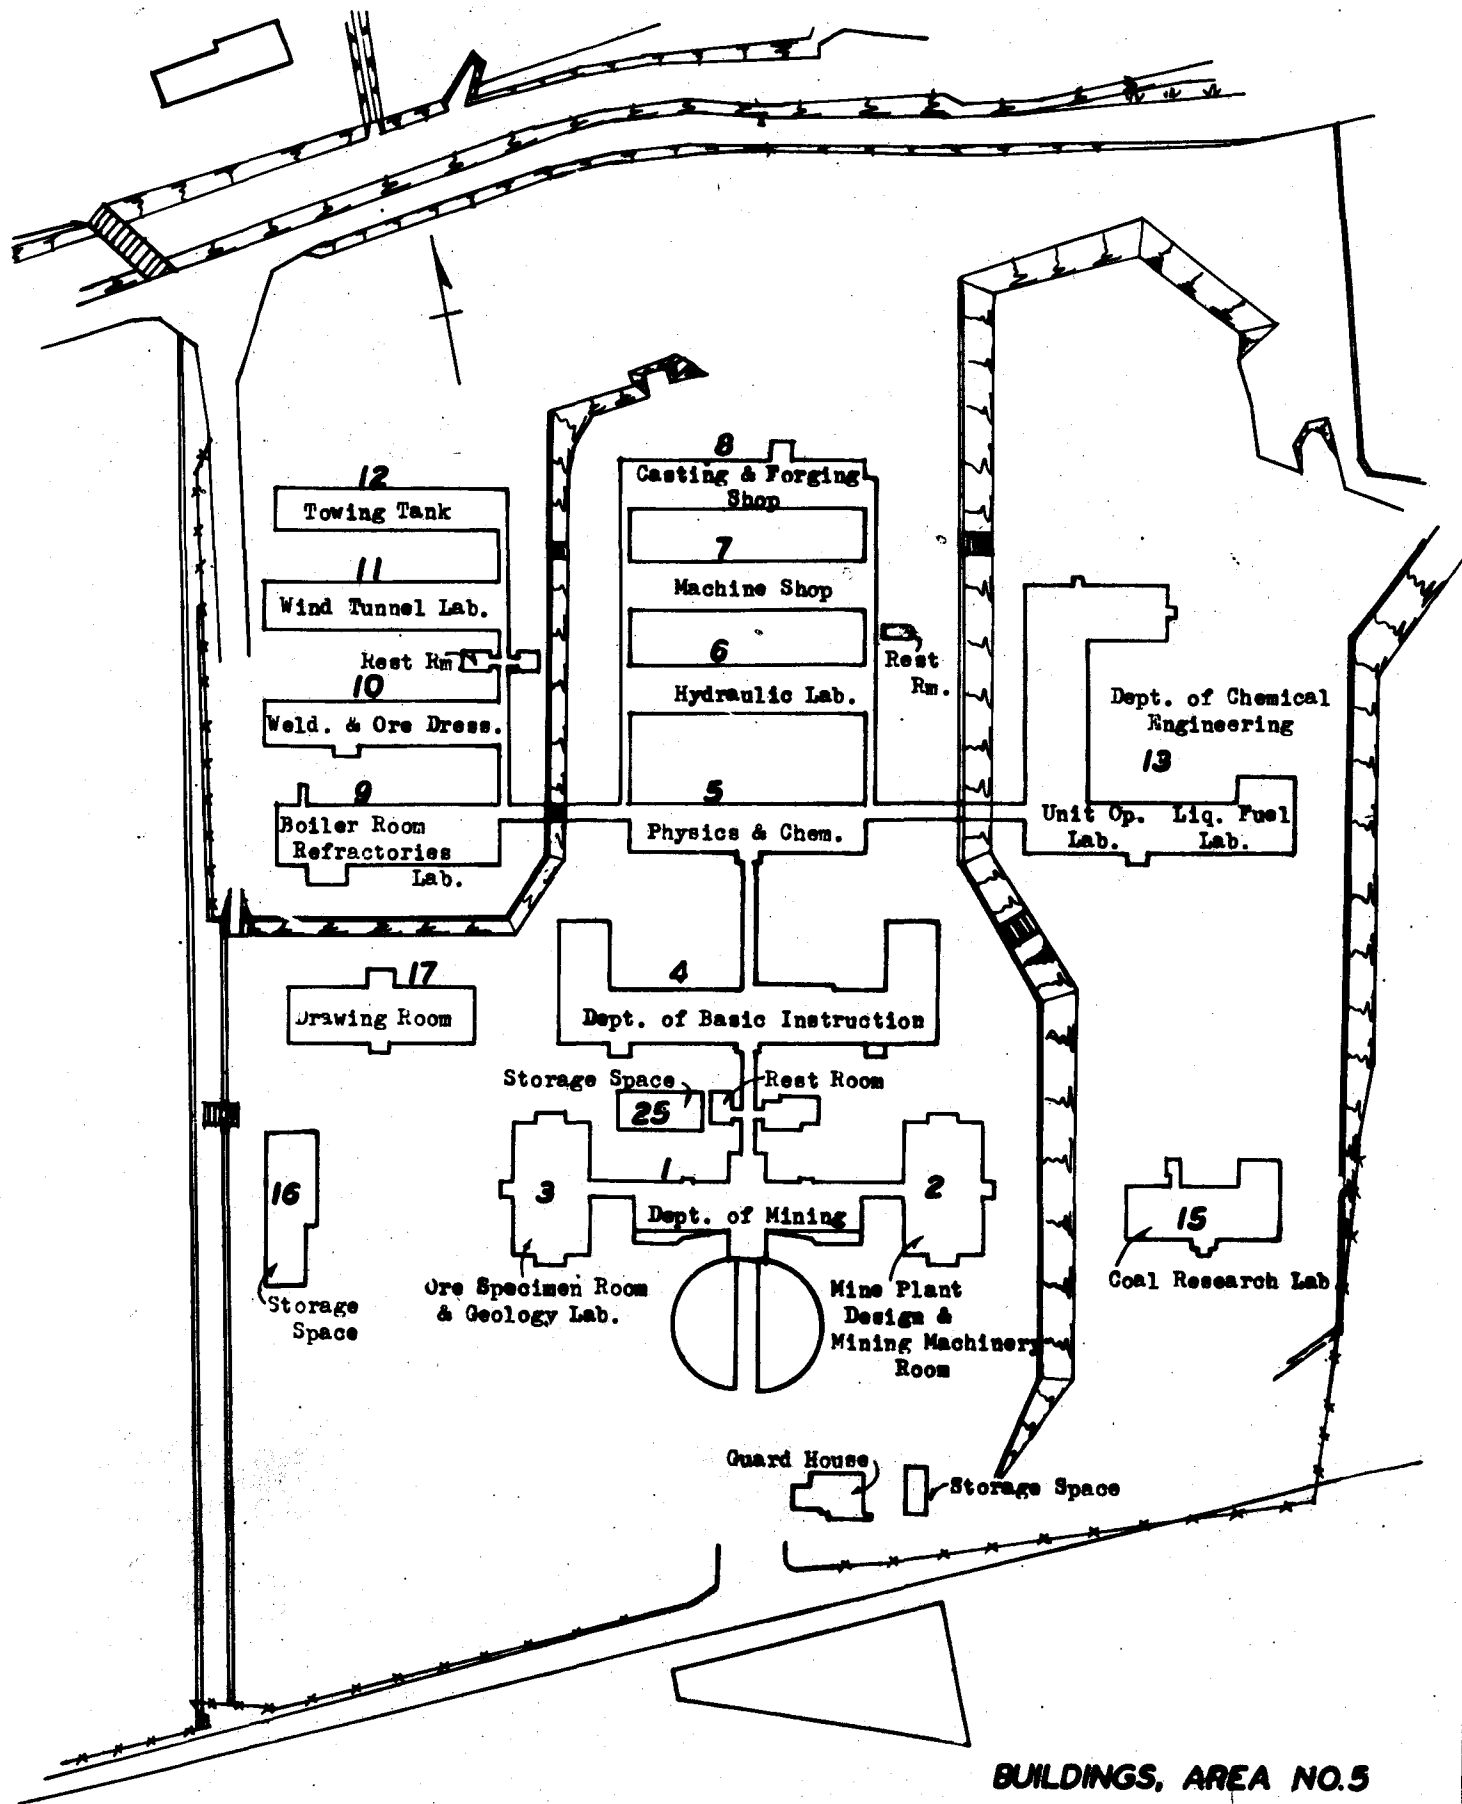 8
Casting & Forging
Shop
12
Towing Tank
7
11
Machine Shop
Wind Tunnel Lab.
6
Rest
Rm.
Rest Rm
10
Hydraulic Lab.
Dept. of Chemical
Engineering
13
Weld. & Ore Dress.
9
5
Boiler Room
Refractories
Lab.
Physics & Chem.
Unit Op.
Lab.
Liq. Fuel
Lab.
17
Drawing Room
4
Dept. of Basic Instruction
Storage Space
Rest Room
25
1
16
3
2
Dept. of Mining
15
Storage
Space
Ore Specimen Room
& Geology Lab.
Mine Plant
Design &
Mining Machinery
Room
Coal Research Lab
Guard House
Storage Space
BUILDINGS, AREA NO.5